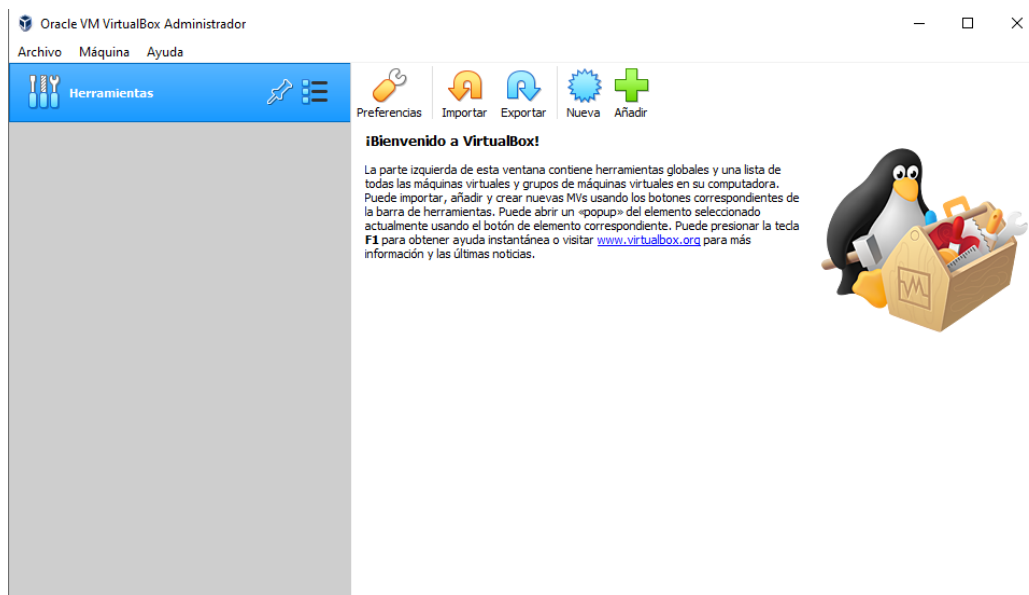 Oracle VM VirtualBox Administrador
Archivo Máquina Ayuda
Herramientas
Preferencias Importar Exportar Nueva Añadir
¡Bienvenido a VirtualBox!
La parte izquierda de esta ventana contiene herramientas globales y una lista de
todas las máquinas virtuales y grupos de máquinas virtuales en su computadora.
Puede importar, añadir y crear nuevas MVs usando los botones correspondientes de
la barra de herramientas. Puede abrir un «popup» del elemento seleccionado
actualmente usando el botón de elemento correspondiente. Puede presionar la tecla
F1 para obtener ayuda instantánea o visitar www.virtualbox.org para más
información y las últimas noticias.